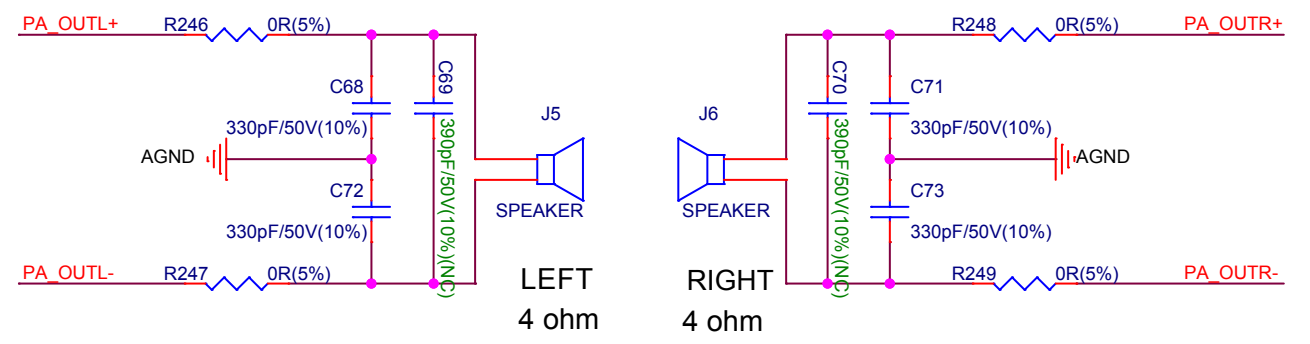 PA_OUTL+
R246
0R(5%)
R248
0R(5%)
PA_OUTR+
C68
C69
C70
C71
330pF/50V(10%)
390pF/50V(10%)(NC)
J5
J6
390pF/50V(10%)(NC)
330pF/50V(10%)
AGND
AGND
C72
C73
330pF/50V(10%)
SPEAKER
SPEAKER
330pF/50V(10%)
PA_OUTL-
R247
0R(5%)
LEFT
RIGHT
R249
0R(5%)
PA_OUTR-
4 ohm
4 ohm